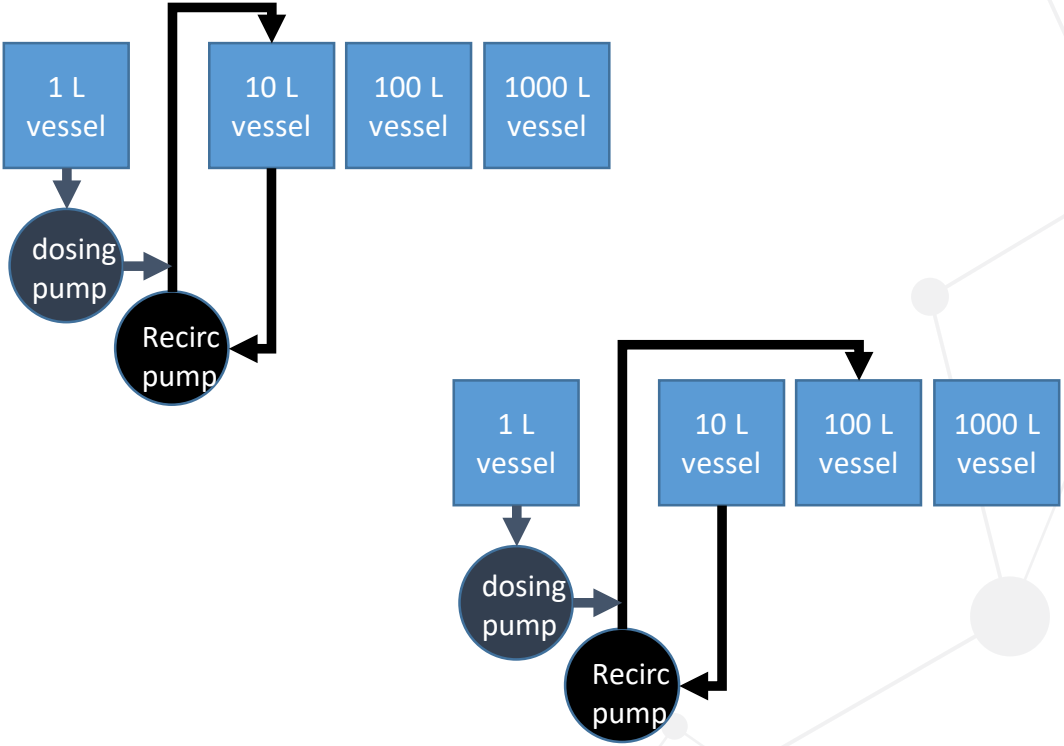 1 L
vessel
10 L
vessel
100 L
vessel
1000 L
vessel
dosing
pump
Recirc
pump
1 L
vessel
10 L
vessel
100 L
vessel
1000 L
vessel
dosing
pump
Recirc
pump